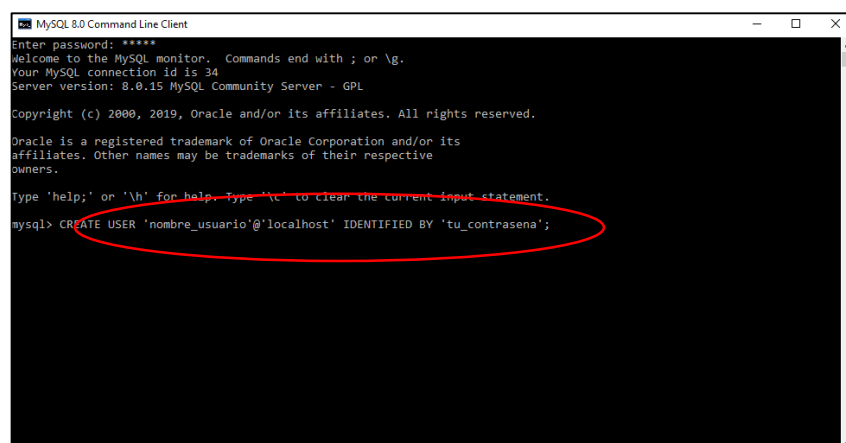 MySQL 8.0 Command Line Client
Enter password: *****
Welcome to the MySQL monitor.  Commands end with ; or \g.
Your MySQL connection id is 34
Server version: 8.0.15 MySQL Community Server - GPL
Copyright (c) 2000, 2019, Oracle and/or its affiliates. All rights reserved.
Oracle is a registered trademark of Oracle Corporation and/or its
affiliates. Other names may be trademarks of their respective
owners.
Type 'help;' or '\h' for help. Type '\c' to clear the current input statement.
mysql> CREATE USER 'nombre_usuario'@'localhost' IDENTIFIED BY 'tu_contrasena';